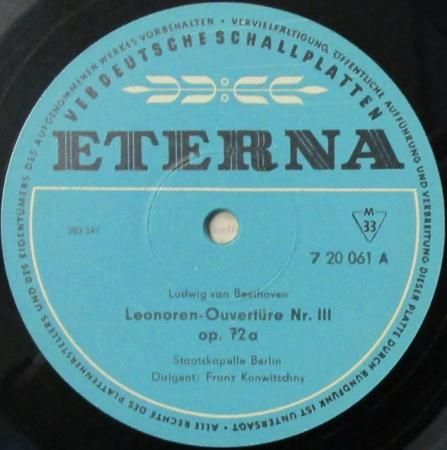 ALLE RECHTE DES PLATTENHERSTELLERS UND DES EIGENTÜMERS DES AUFGENOMMENEN WERKES VORBEHALTEN • VERVIELFÄLTIGUNG, ÖFFENTLICHE AUFFÜHRUNG UND VERBREITUNG DIESER PLATTE DURCH RUNDFUNK IST UNTERSAGT •
VEB DEUTSCHE SCHALLPLATTEN
ETERNA
M
33
7 20 061 A
Ludwig van Beethoven
Leonoren-Ouvertüre Nr. III
op. 72a
Staatskapelle Berlin
Dirigent: Franz Konwitschny